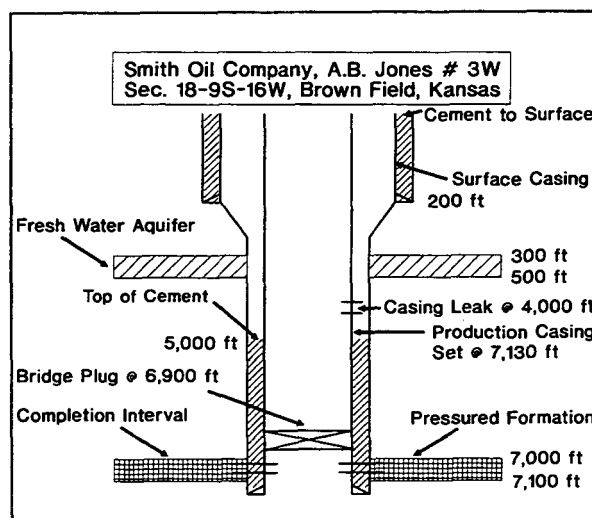 Smith Oil Company, A.B. Jones # 3W
Sec. 18-9S-16W, Brown Field, Kansas
Cement to Surface
Surface Casing
200 ft
Fresh Water Aquifer
300 ft
500 ft
Top of Cement
Casing Leak @ 4,000 ft
5,000 ft
Production Casing
Set @ 7,130 ft
Bridge Plug @ 6,900 ft
Completion Interval
Pressured Formation
7,000 ft
7,100 ft